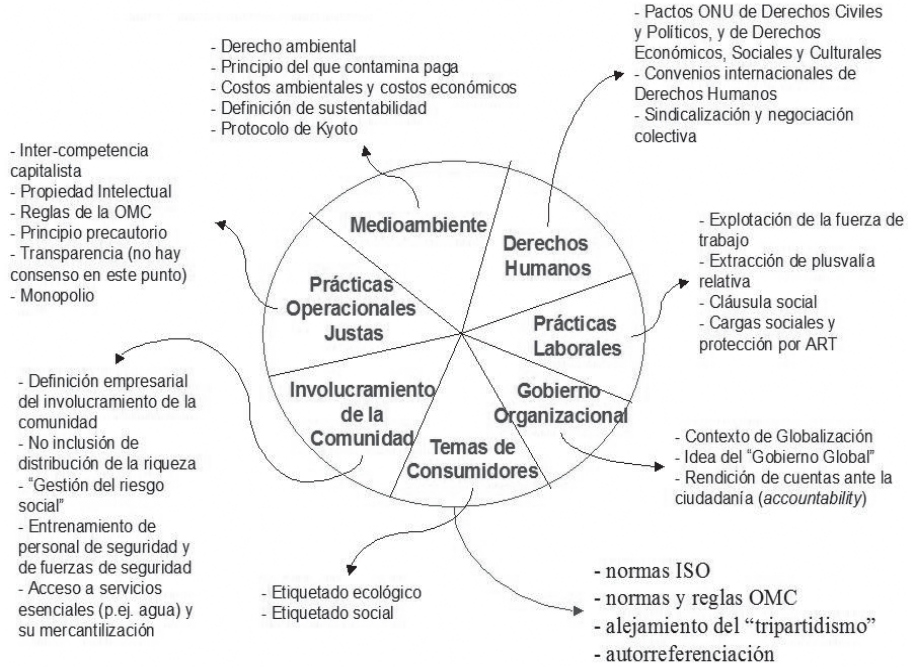 - Derecho ambiental
- Principio del que contamina paga
- Costos ambientales y costos económicos
- Definición de sustentabilidad
- Protocolo de Kyoto
- Pactos ONU de Derechos Civiles
y Políticos, y de Derechos
Económicos, Sociales y Culturales
- Convenios internacionales de
Derechos Humanos
- Sindicalización y negociación
colectiva
- Inter-competencia
capitalista
- Propiedad Intelectual
- Reglas de la OMC
- Principio precautorio
- Transparencia (no hay
consenso en este punto)
- Monopolio
Medioambiente
Derechos
Humanos
Prácticas
Operacionales
Justas
Prácticas
Laborales
- Explotación de la fuerza de
trabajo
- Extracción de plusvalía
relativa
- Cláusula social
- Cargas sociales y
protección por ART
Involucramiento
de la
Comunidad
Temas de
Consumidores
Gobierno
Organizacional
- Definición empresarial
del involucramiento de la
comunidad
- No inclusión de
distribución de la riqueza
- “Gestión del riesgo
social”
- Entrenamiento de
personal de seguridad y
de fuerzas de seguridad
- Acceso a servicios
esenciales (p.ej. agua) y
su mercantilización
- Contexto de Globalización
- Idea del “Gobierno Global”
- Rendición de cuentas ante la
ciudadanía (accountability)
- Etiquetado ecológico
- Etiquetado social
- normas ISO
- normas y reglas OMC
- alejamiento del “tripartidismo”
- autorreferenciación